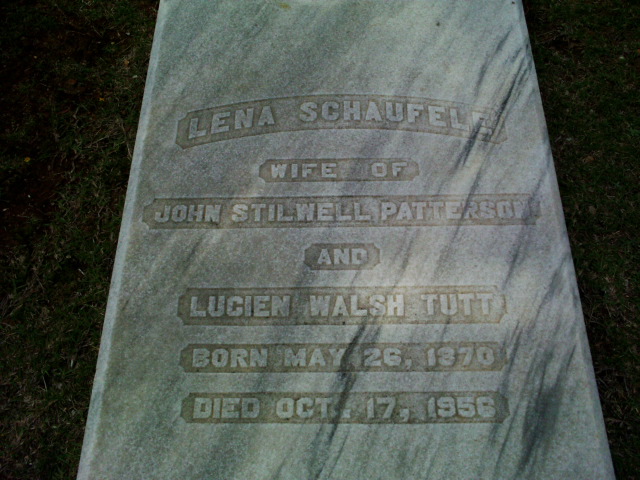 LENA SCHAUFELE
WIFE OF
JOHN STILWELL PATTERSON
AND
LUCIEN WALSH TUTT
BORN MAY 26, 1870
DIED OCT. 17, 1956